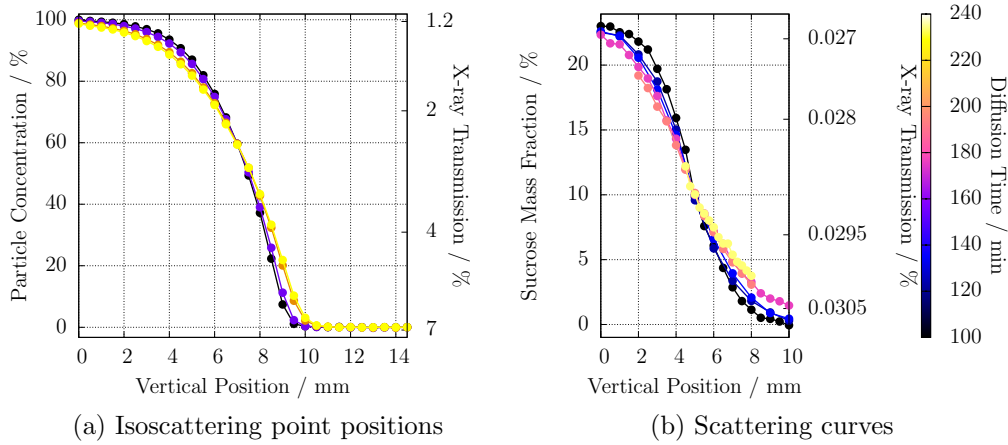 Particle Concentration / %
100
80
60
40
20
0
1.2
2
4
7
X-ray Transmission / %
0 2 4 6 8 10 12 14
Vertical Position / mm
(a) Isoscattering point positions
Sucrose Mass Fraction / %
20
15
10
5
0
0.027
0.028
0.0295
0.0305
X-ray Transmission / %
0 2 4 6 8 10
Vertical Position / mm
(b) Scattering curves
Diffusion Time / min
240
220
200
180
160
140
120
100